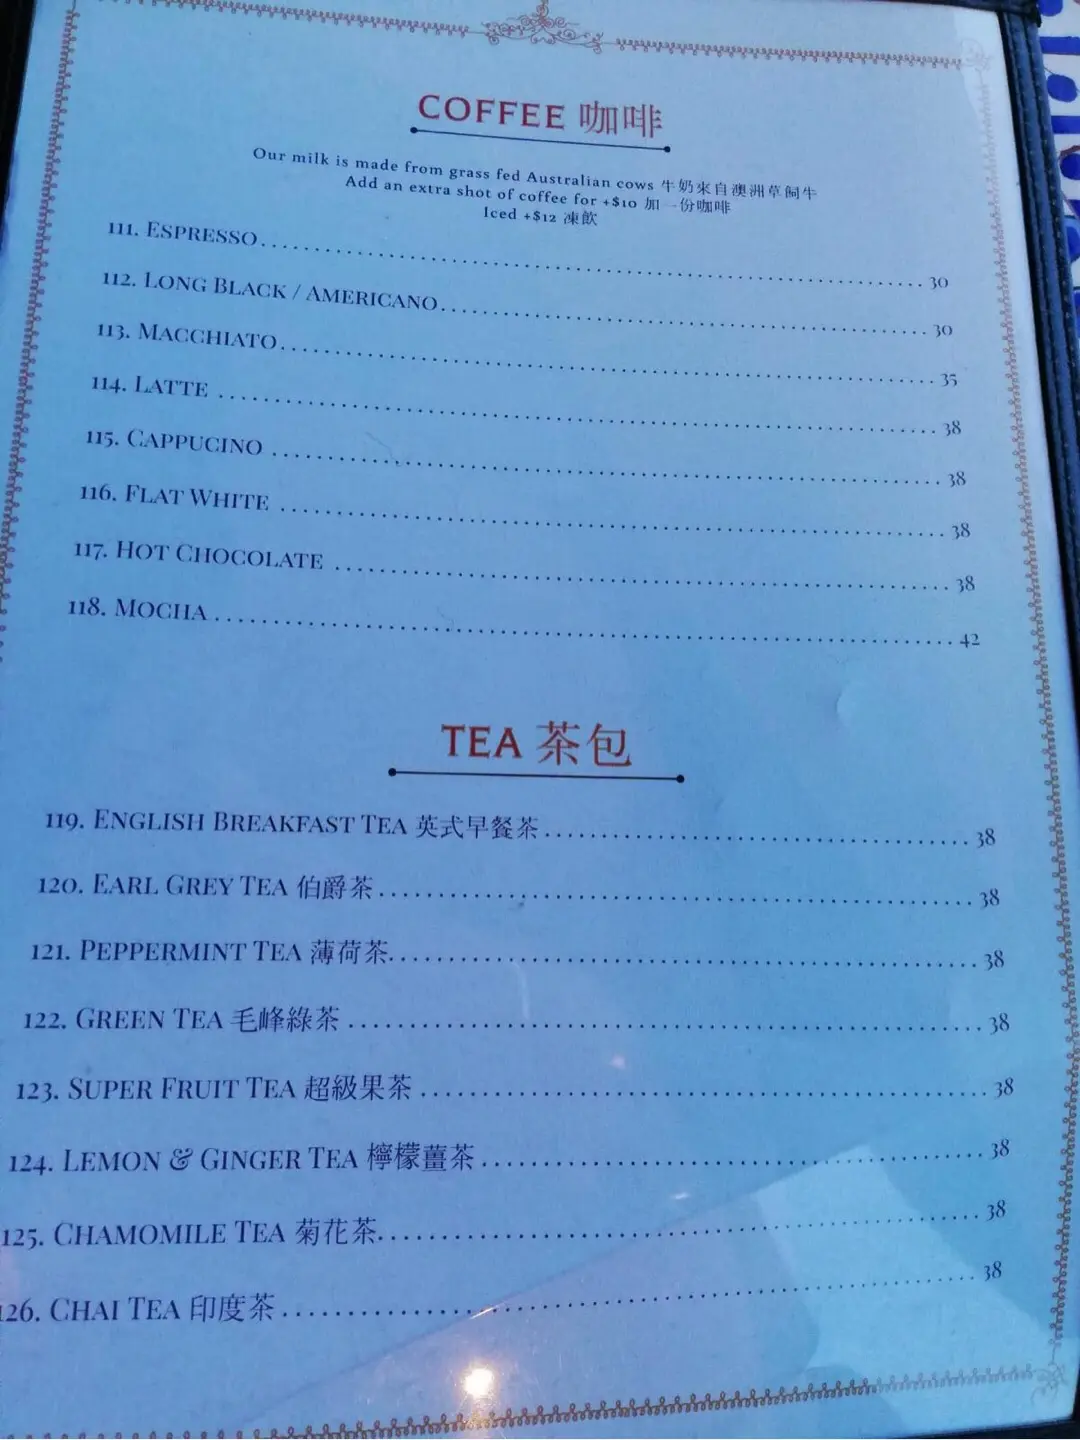 COFFEE 咖啡
Our milk is made from grass fed Australian cows 牛奶來自澳洲草飼牛
Add an extra shot of coffee for +$10 加一份咖啡
Iced +$12 凍飲
111. ESPRESSO 30
112. LONG BLACK / AMERICANO 30
113. MACCHIATO 35
114. LATTE 38
115. CAPPUCINO 38
116. FLAT WHITE 38
117. HOT CHOCOLATE 38
118. MOCHA 42
TEA 茶包
119. ENGLISH BREAKFAST TEA 英式早餐茶 38
120. EARL GREY TEA 伯爵茶 38
121. PEPPERMINT TEA 薄荷茶 38
122. GREEN TEA 毛峰綠茶 38
123. SUPER FRUIT TEA 超級果茶 38
124. LEMON & GINGER TEA 檸檬薑茶 38
125. CHAMOMILE TEA 菊花茶 38
126. CHAI TEA 印度茶 38